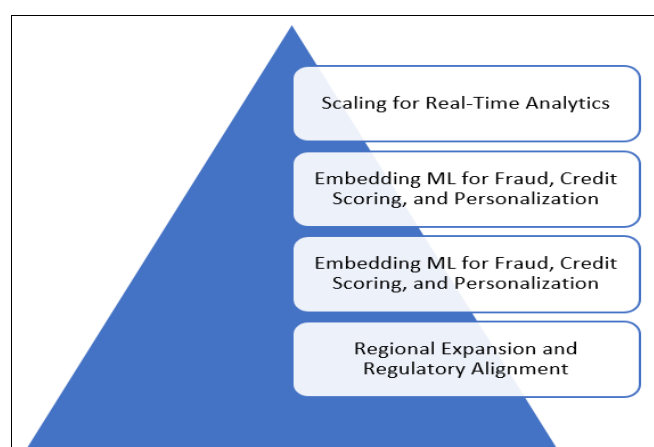 Scaling for Real-Time Analytics
Embedding ML for Fraud, Credit
Scoring, and Personalization
Embedding ML for Fraud, Credit
Scoring, and Personalization
Regional Expansion and
Regulatory Alignment